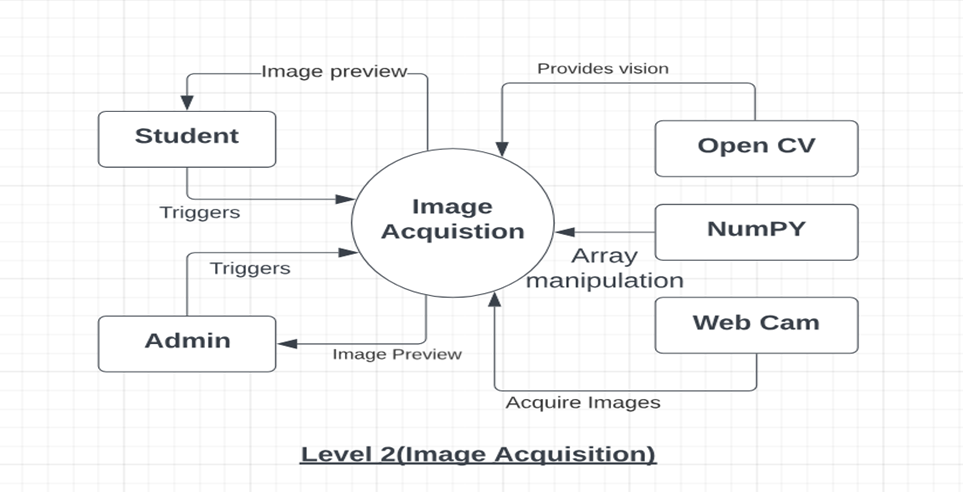 Image preview
Provides vision
Student
Open CV
Triggers
Image
Acquistion
NumPY
Array
manipulation
Triggers
Web Cam
Admin
Image Preview
Acquire Images
Level 2(Image Acquisition)